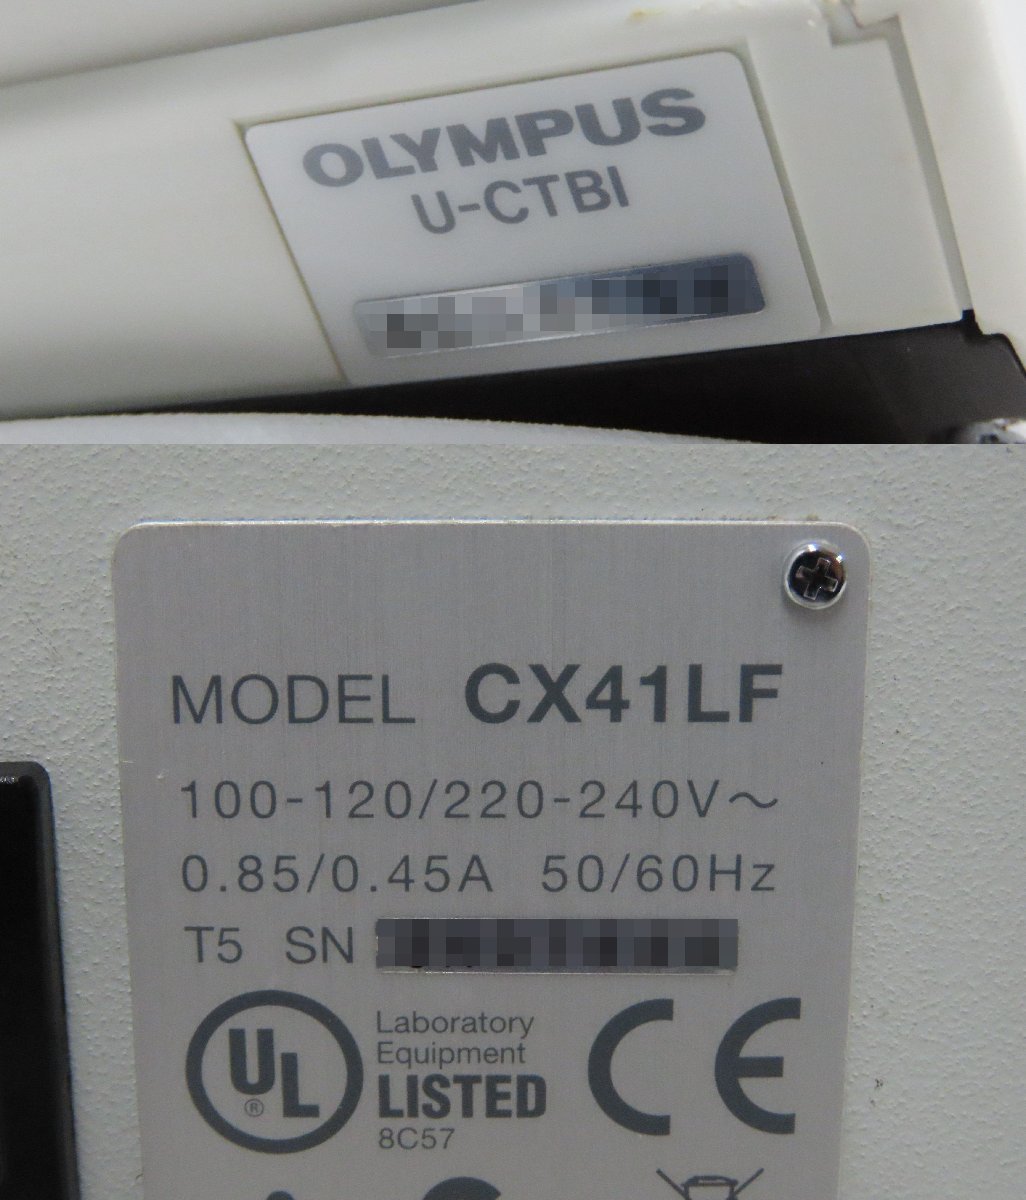 OLYMPUS
U-CTBI
MODEL CX41LF
100-120/220-240V～
0.85/0.45A 50/60Hz
T5 SN
UL
®
Laboratory
Equipment
LISTED
8C57
CE